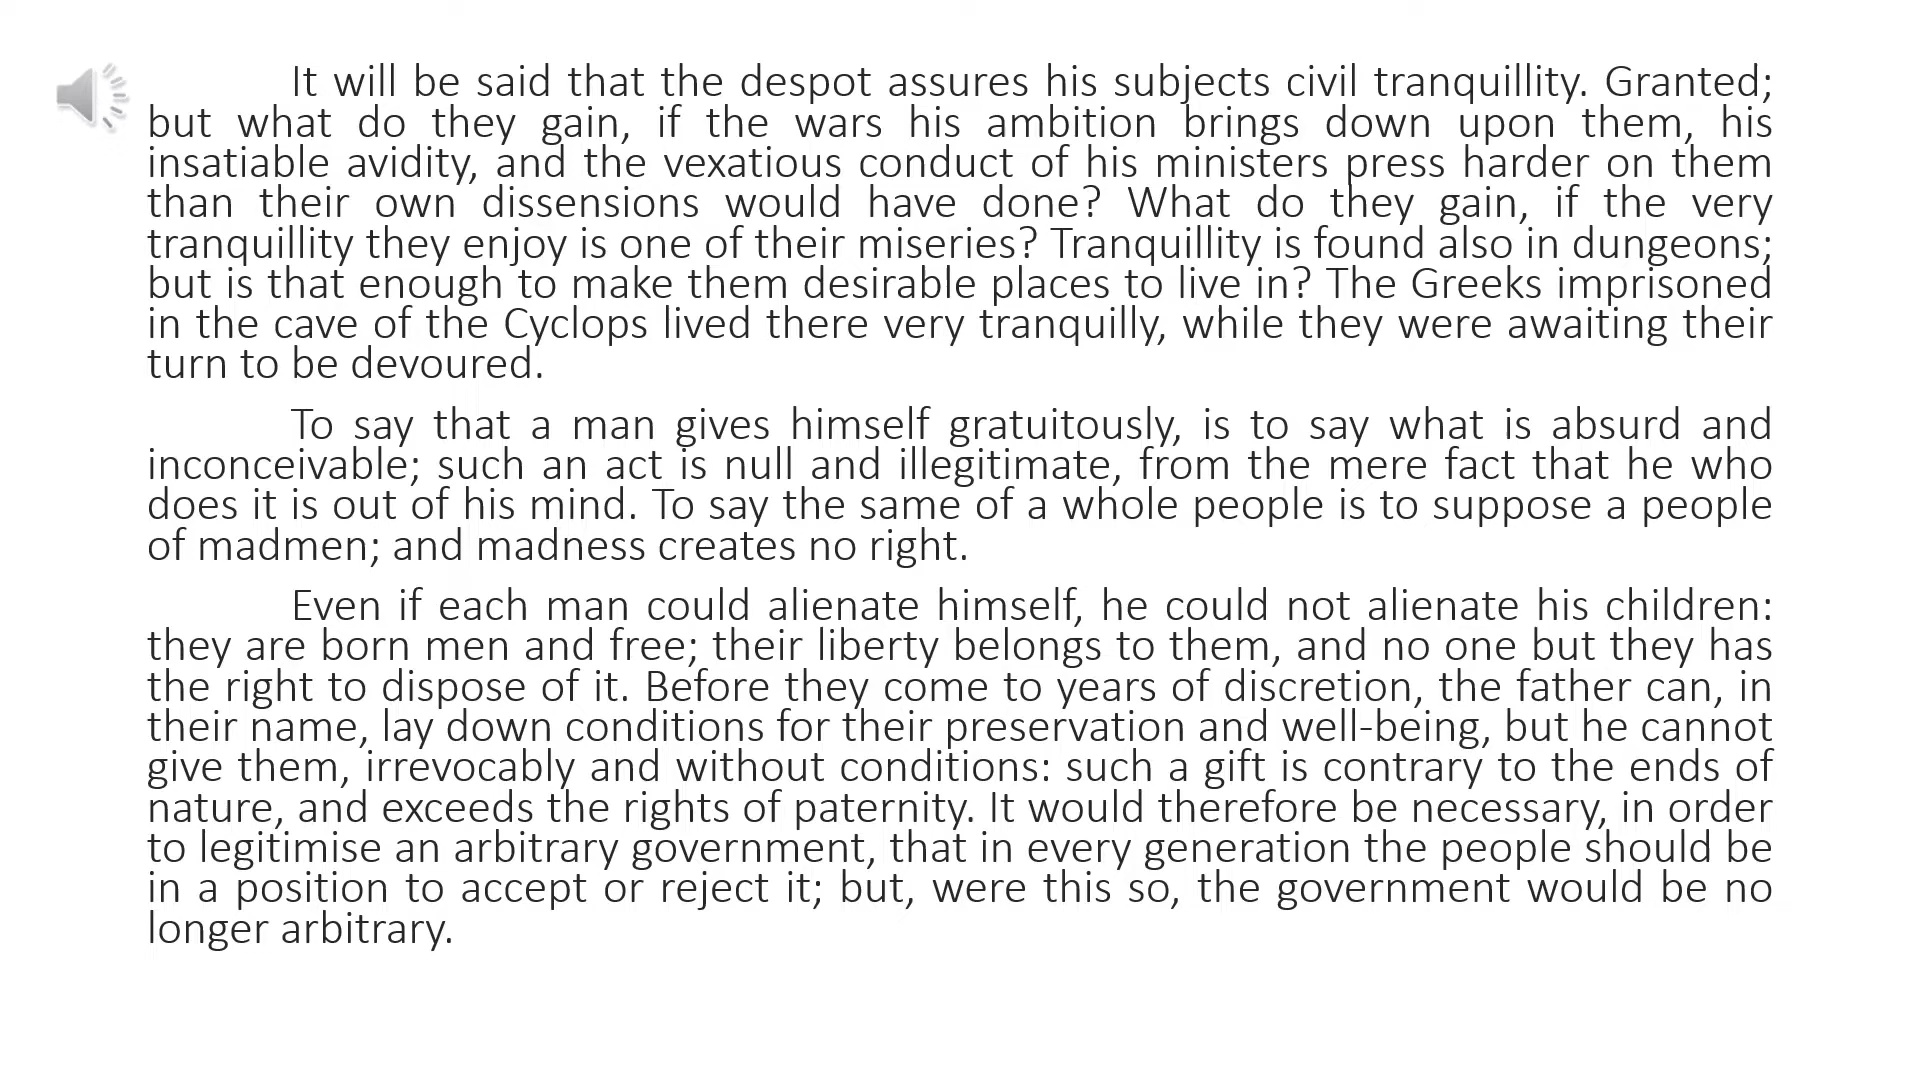 It will be said that the despot assures his subjects civil tranquillity. Granted;
but what do they gain, if the wars his ambition brings down upon them, his
insatiable avidity, and the vexatious conduct of his ministers press harder on them
than their own dissensions would have done? What do they gain, if the very
tranquillity they enjoy is one of their miseries? Tranquillity is found also in dungeons;
but is that enough to make them desirable places to live in? The Greeks imprisoned
in the cave of the Cyclops lived there very tranquilly, while they were awaiting their
turn to be devoured.
To say that a man gives himself gratuitously, is to say what is absurd and
inconceivable; such an act is null and illegitimate, from the mere fact that he who
does it is out of his mind. To say the same of a whole people is to suppose a people
of madmen; and madness creates no right.
Even if each man could alienate himself, he could not alienate his children:
they are born men and free; their liberty belongs to them, and no one but they has
the right to dispose of it. Before they come to years of discretion, the father can, in
their name, lay down conditions for their preservation and well-being, but he cannot
give them, irrevocably and without conditions: such a gift is contrary to the ends of
nature, and exceeds the rights of paternity. It would therefore be necessary, in order
to legitimise an arbitrary government, that in every generation the people should be
in a position to accept or reject it; but, were this so, the government would be no
longer arbitrary.